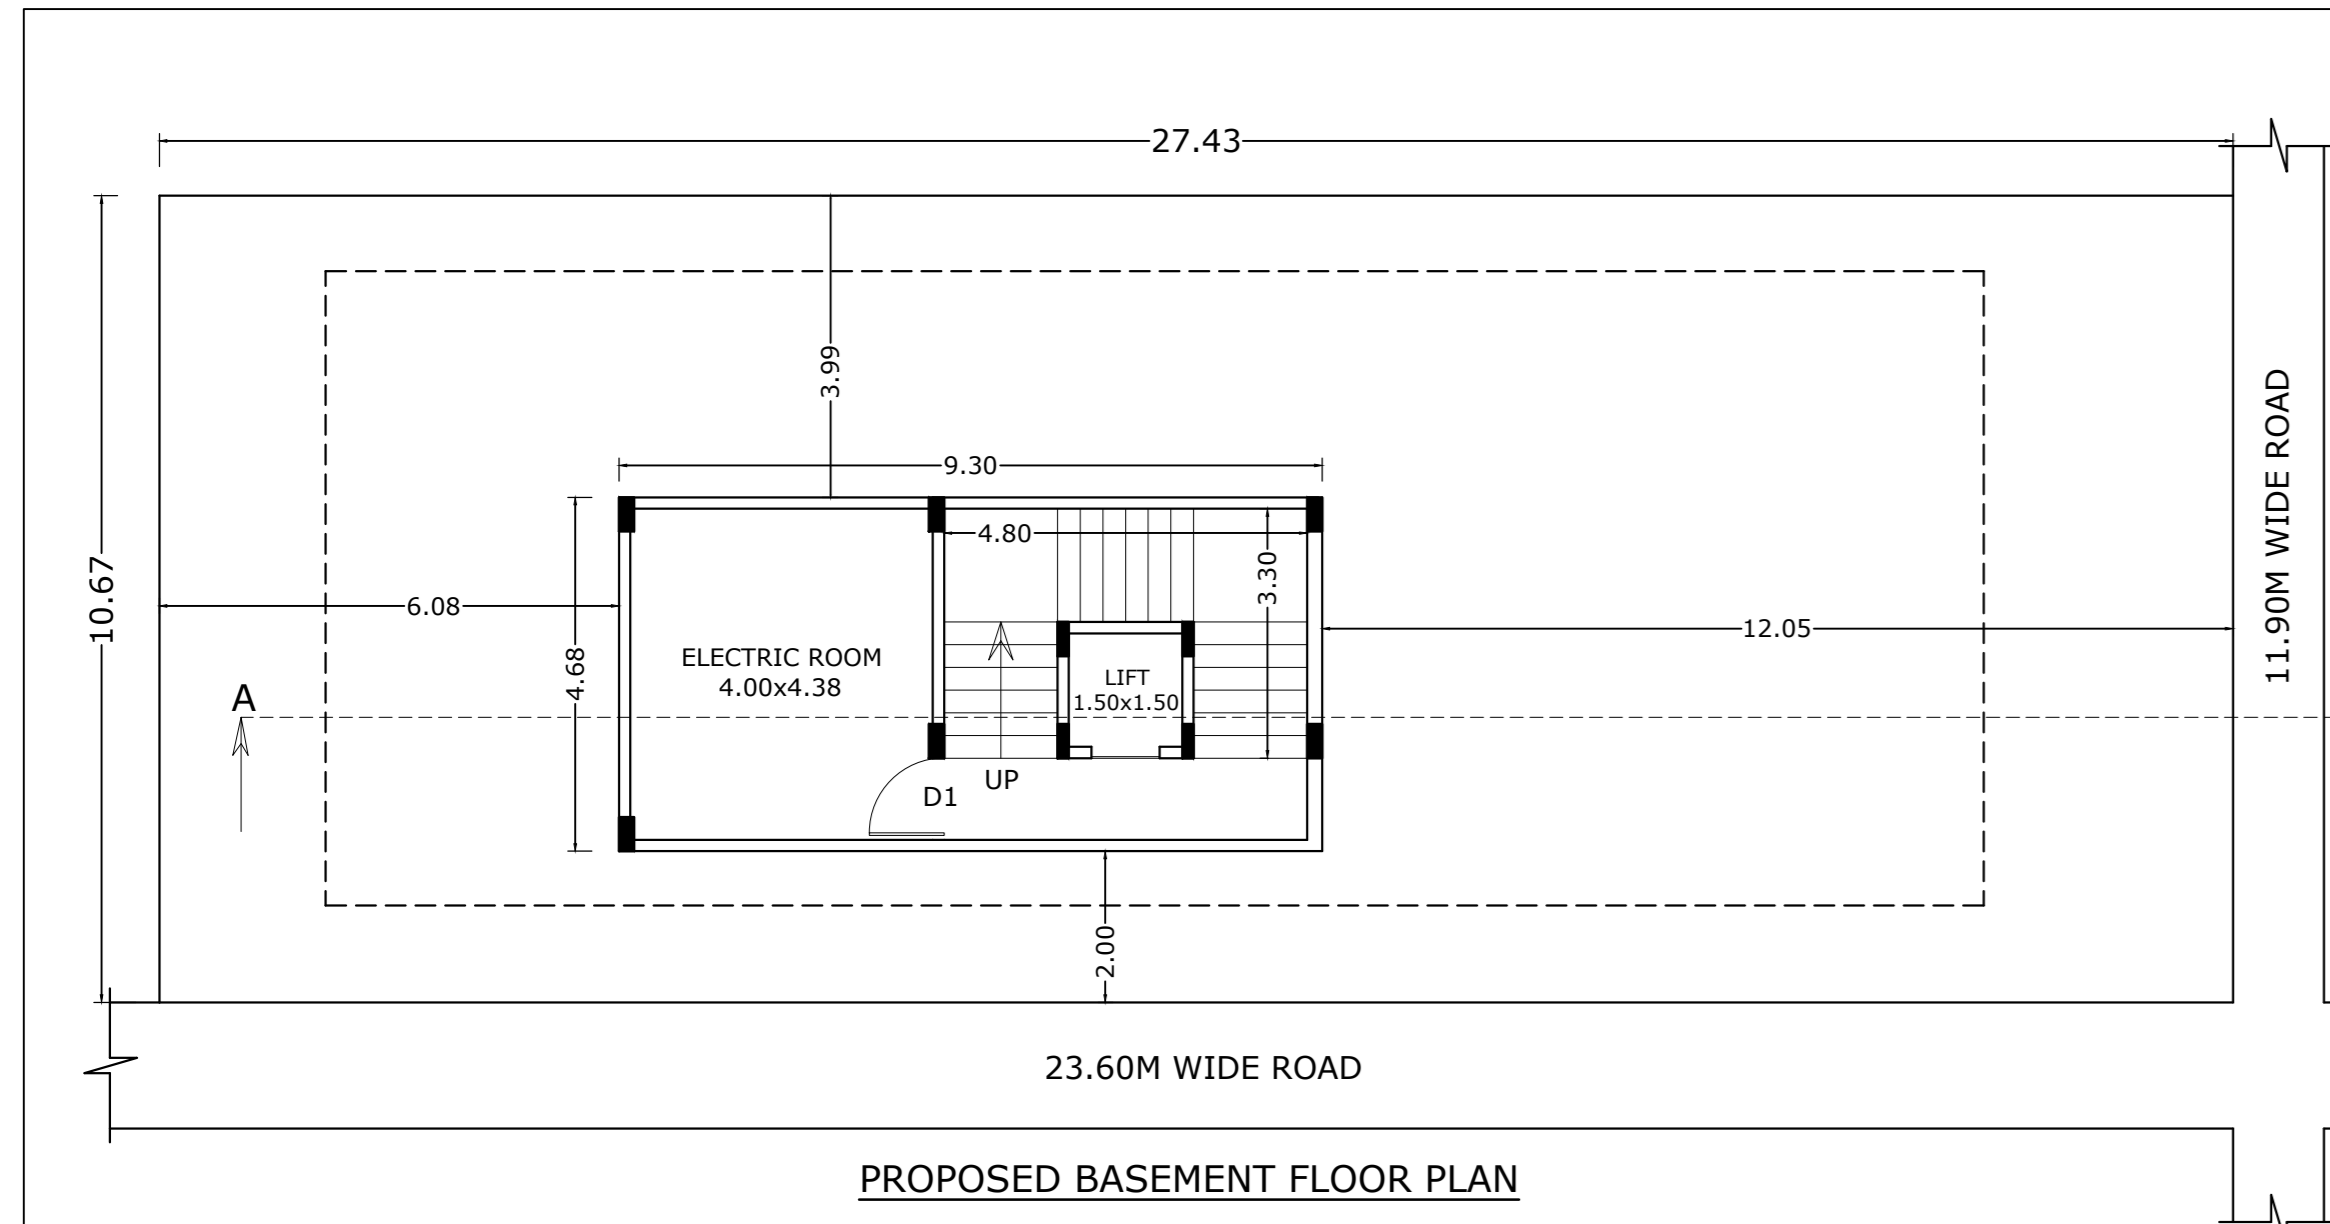 27.43
3.99
9.30
4.80
3.30
10.67
6.08
4.68
ELECTRIC ROOM
4.00x4.38
LIFT
1.50x1.50
12.05
11.90M WIDE ROAD
A
D1
UP
2.00
23.60M WIDE ROAD
PROPOSED BASEMENT FLOOR PLAN